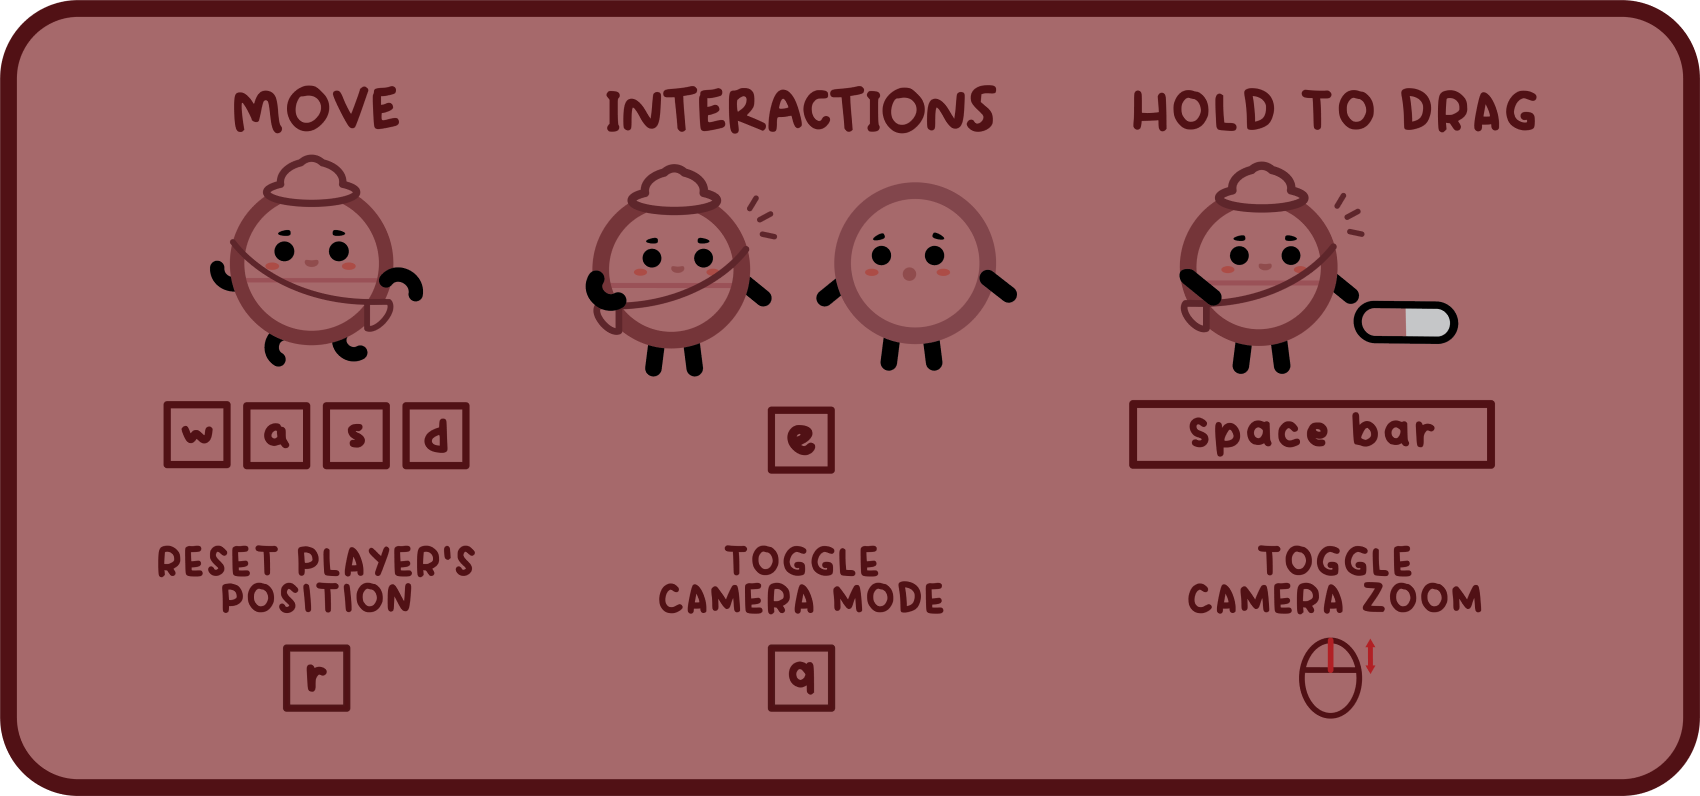 MOVE
INTERACTIONS
HOLD TO DRAG
w a s d
e
space bar
RESET PLAYER'S
POSITION
TOGGLE
CAMERA MODE
TOGGLE
CAMERA ZOOM
r
q